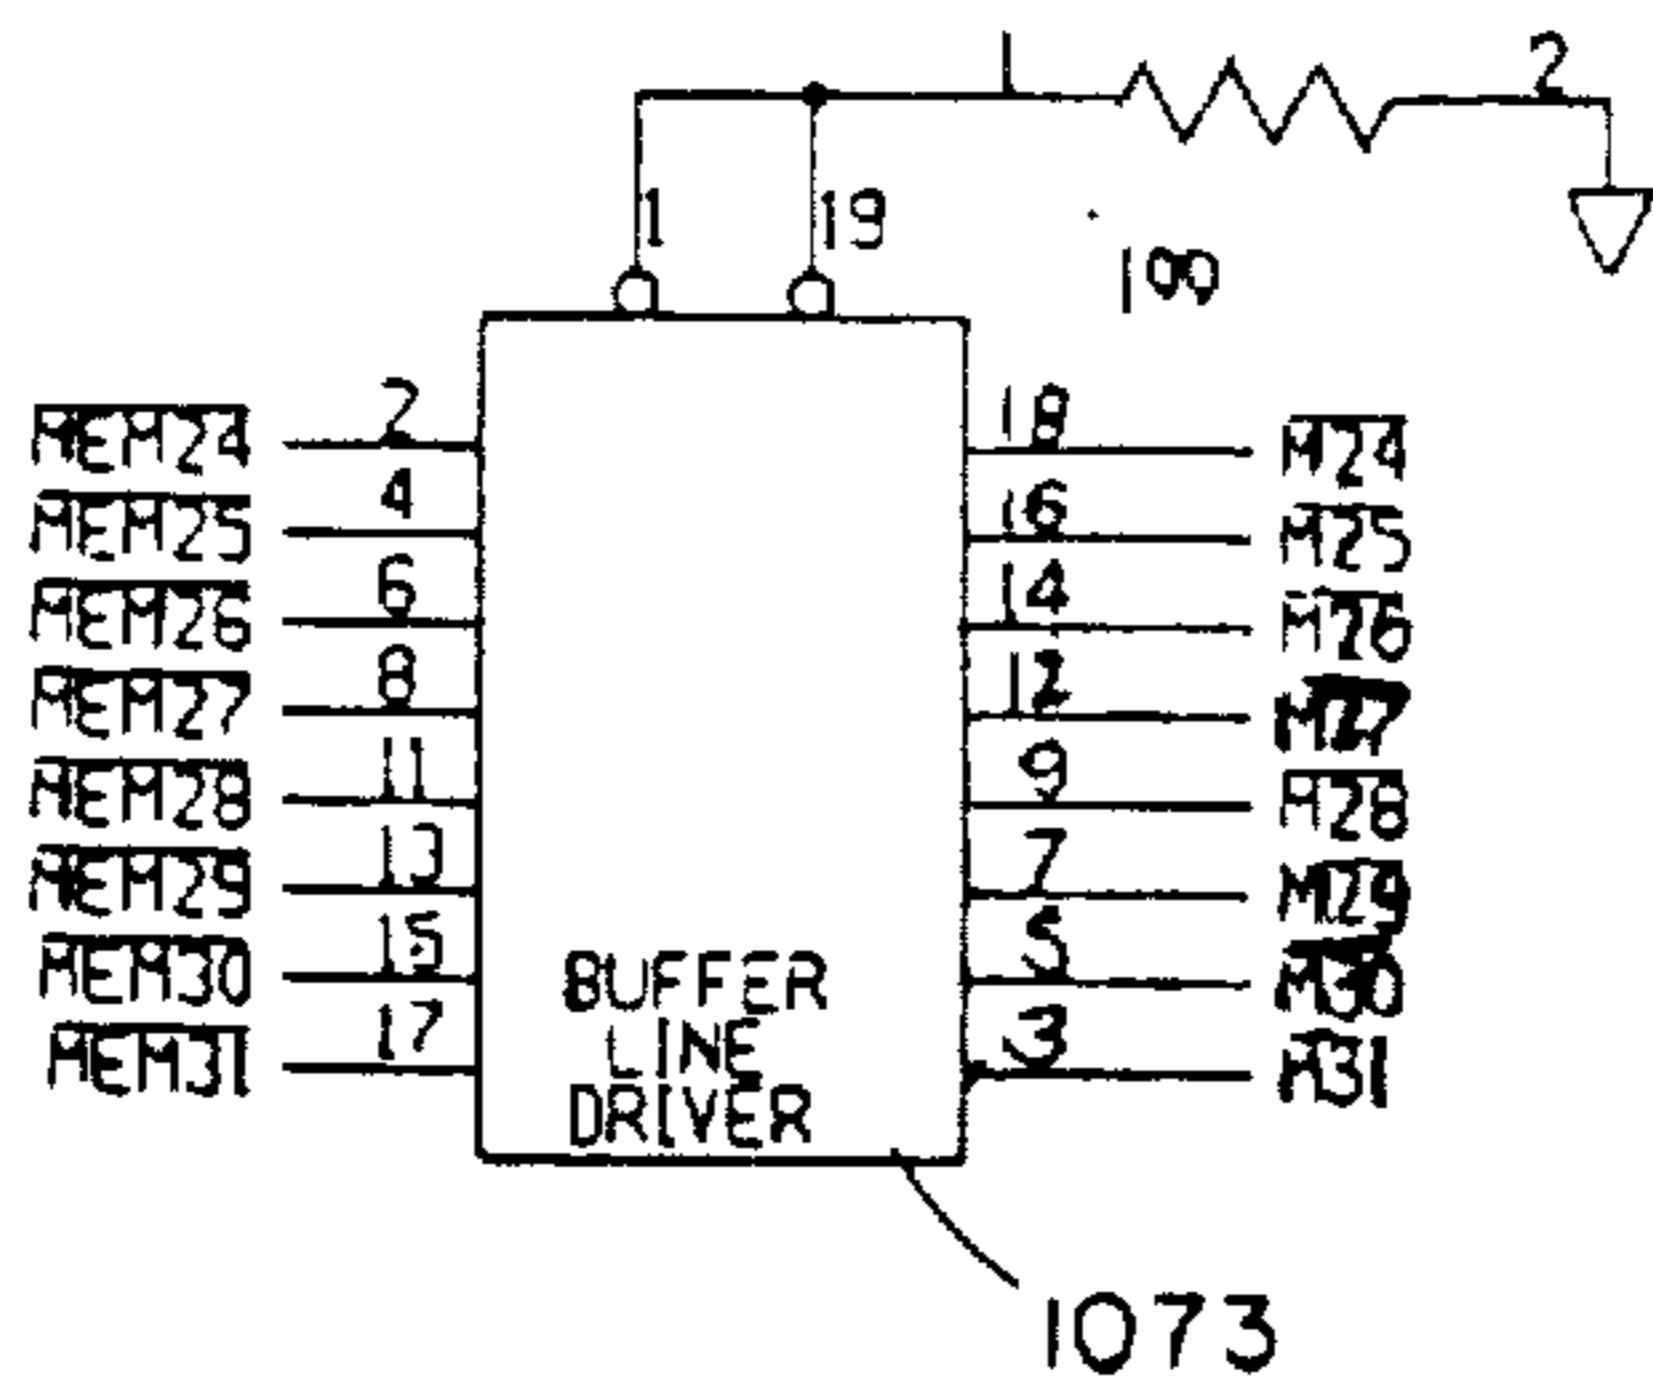 1 2
1 19
100
MEM24 2 18 M24
MEM25 4 16 M25
MEM26 6 14 M26
MEM27 8 12 M27
MEM28 11 9 M28
MEM29 13 7 M29
MEM30 15 5 M30
MEM31 17 3 M31
BUFFER
LINE
DRIVER
1073